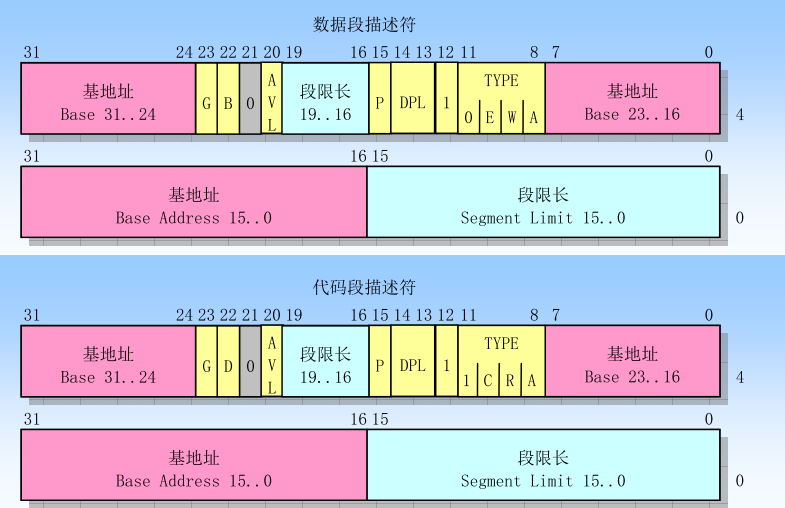 数据段描述符
31 24 23 22 21 20 19 16 15 14 13 12 11 8 7 0
基地址 Base 31..24 G B 0 AVL 段限长 19..16 P DPL 1 TYPE 0 E W A 基地址 Base 23..16 4
31 16 15 0
基地址 段限长
Base Address 15..0 Segment Limit 15..0 0
代码段描述符
31 24 23 22 21 20 19 16 15 14 13 12 11 8 7 0
基地址 Base 31..24 G D 0 AVL 段限长 19..16 P DPL 1 TYPE 1 C R A 基地址 Base 23..16 4
31 16 15 0
基地址 段限长
Base Address 15..0 Segment Limit 15..0 0